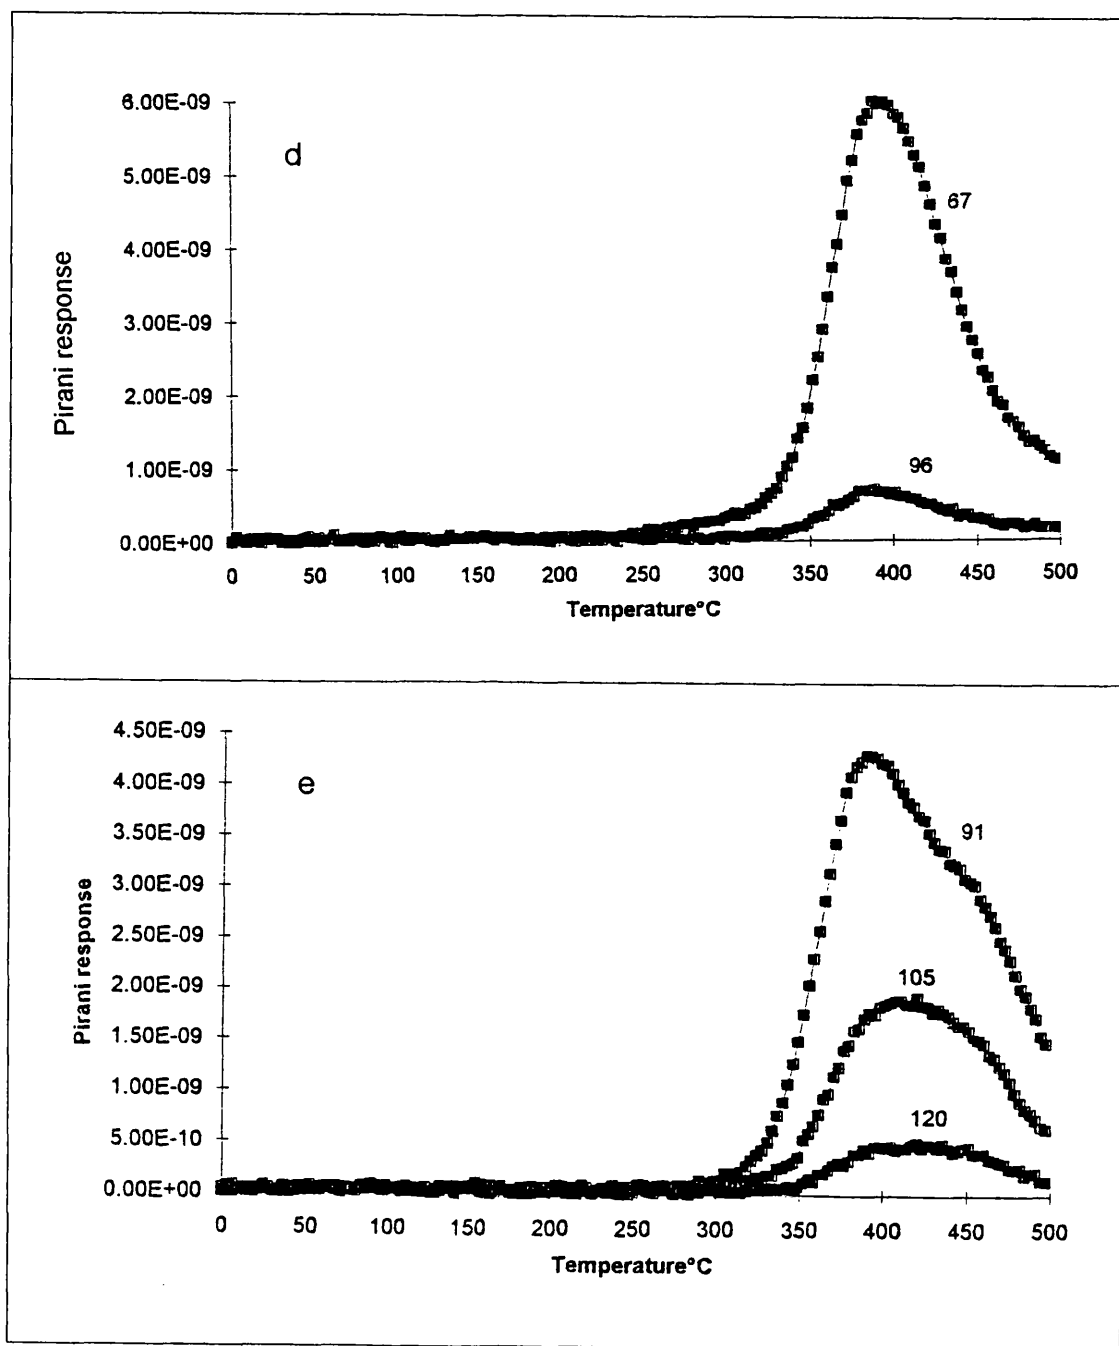 6.00E-09
d
5.00E-09
67
4.00E-09
Pirani response
3.00E-09
2.00E-09
1.00E-09
96
0.00E+00
0 50 100 150 200 250 300 350 400 450 500
Temperature°C
4.50E-09
e
4.00E-09
3.50E-09
91
3.00E-09
2.50E-09
Pirani response
2.00E-09
105
1.50E-09
1.00E-09
120
5.00E-10
0.00E+00
0 50 100 150 200 250 300 350 400 450 500
Temperature°C